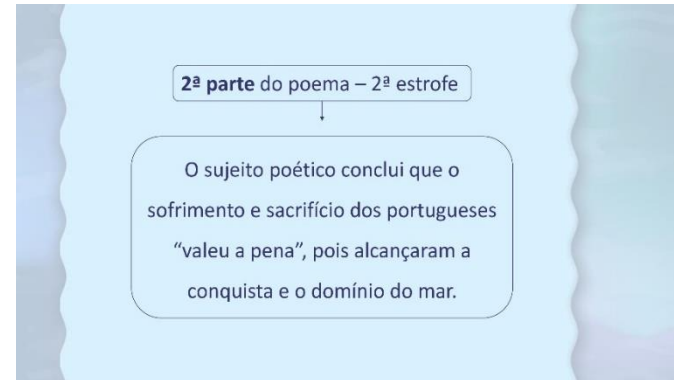 2ª parte do poema – 2ª estrofe
O sujeito poético conclui que o
sofrimento e sacrifício dos portugueses
“valeu a pena”, pois alcançaram a
conquista e o domínio do mar.